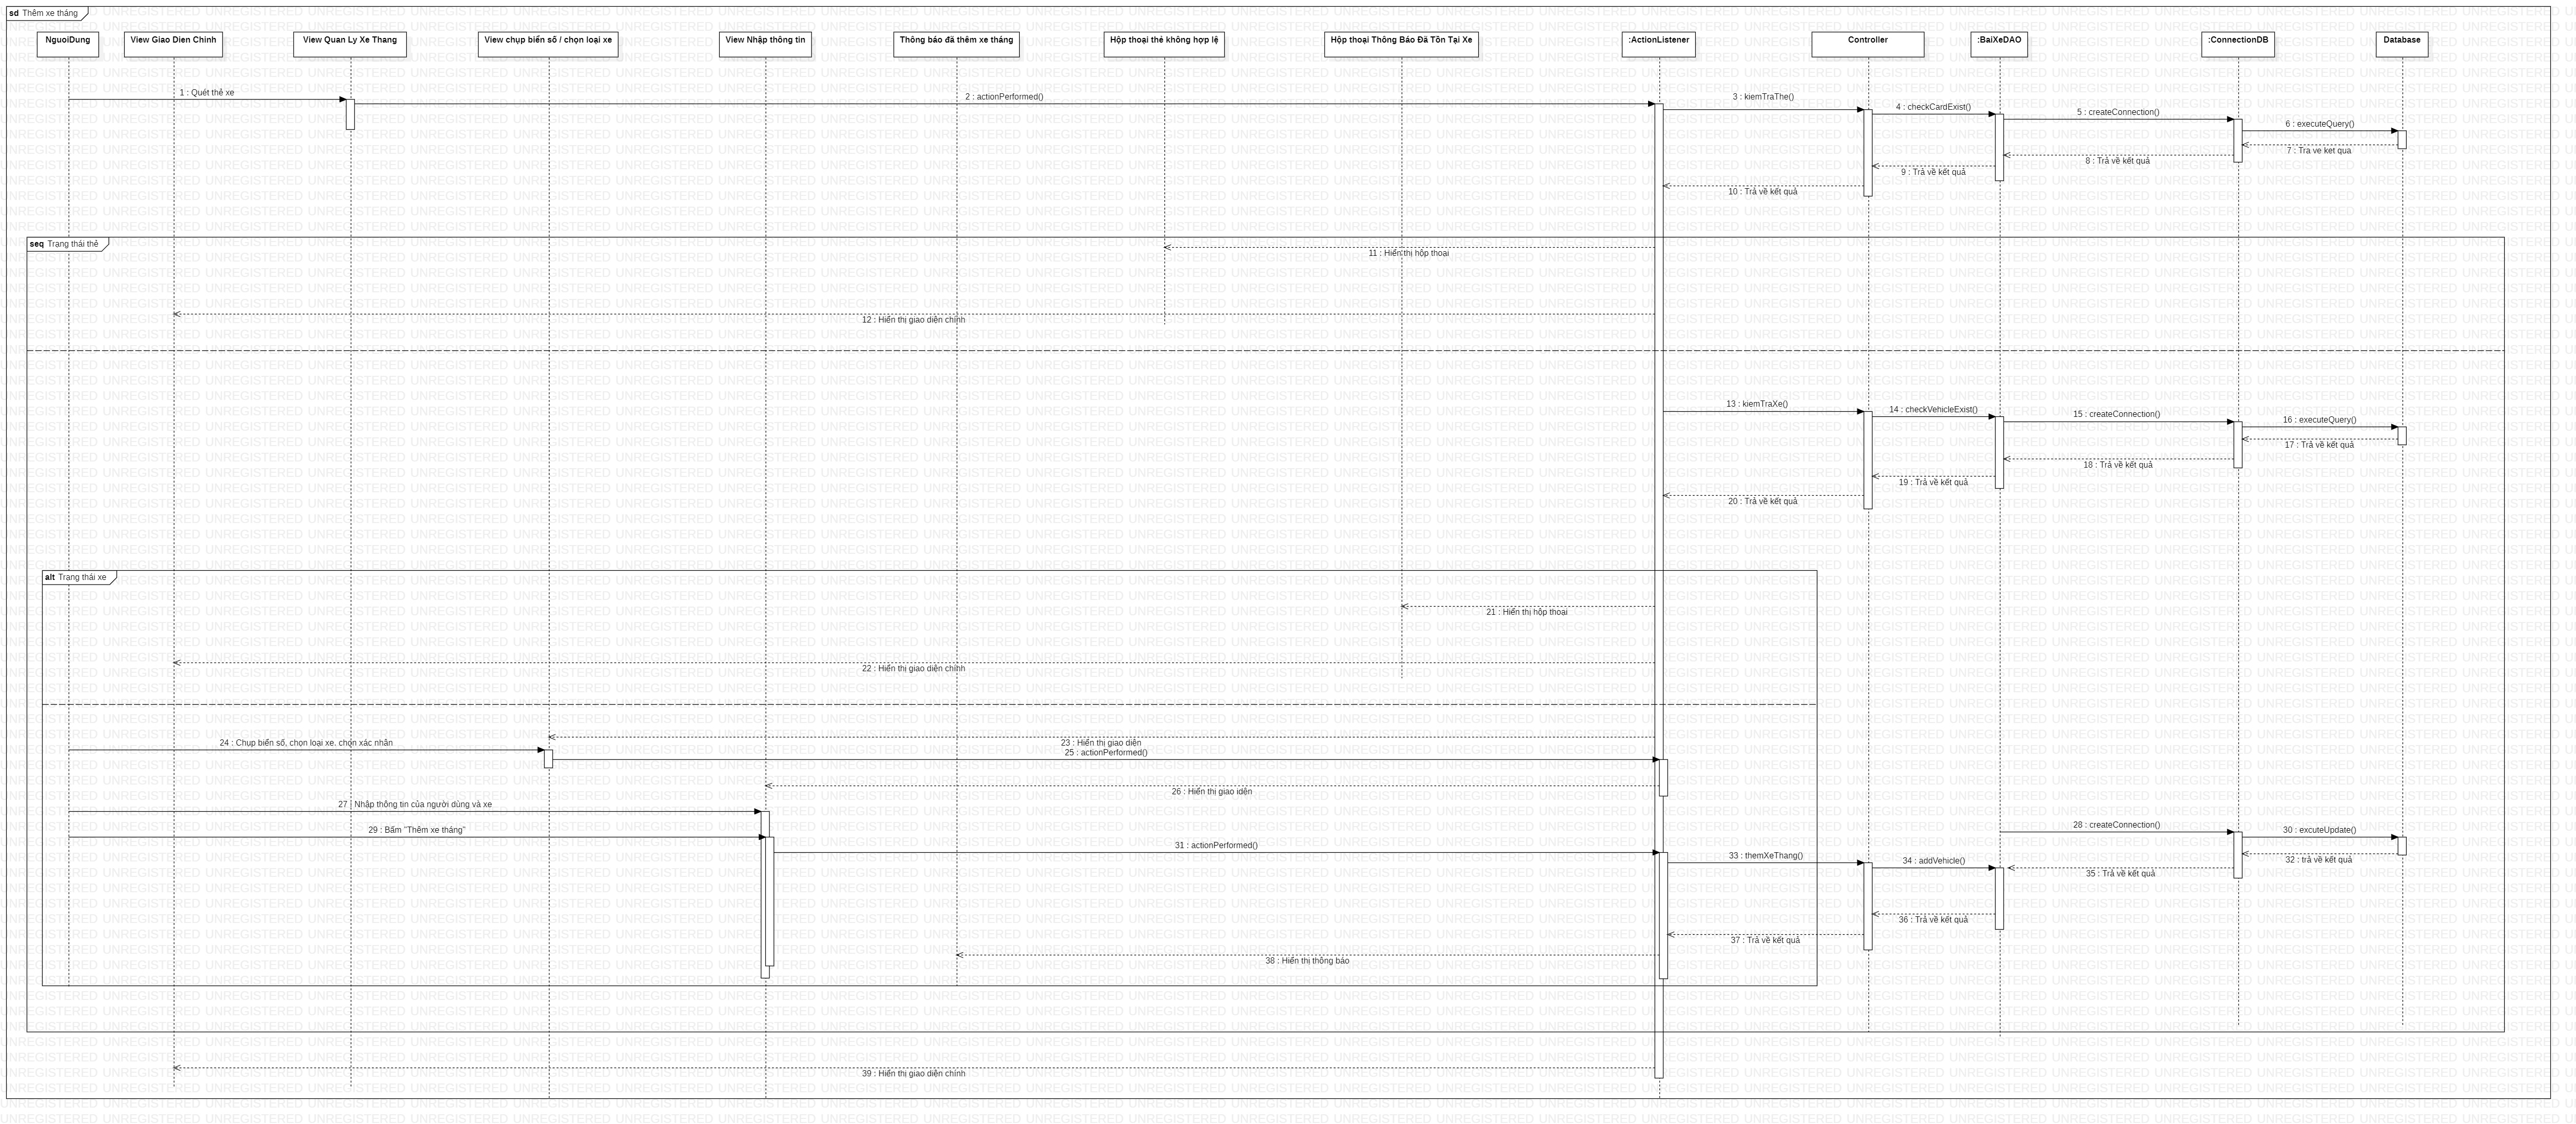 sd Thêm xe tháng
NguoiDung
View Giao Dien Chinh
View Quan Ly Xe Thang
View chụp biển số / chọn loại xe
View Nhập thông tin
Thông báo đã thêm xe tháng
Hộp thoại thẻ không hợp lệ
Hộp thoại Thông Báo Đã Tồn Tại Xe
:ActionListener
Controller
:BaiXeDAO
:ConnectionDB
Database
1 : Quét thẻ xe
2 : actionPerformed()
3 : kiemTraThe()
4 : checkCardExist()
5 : createConnection()
6 : executeQuery()
7 : Tra ve ket qua
8 : Trả về kết quả
9 : Trả về kết quả
10 : Trả về kết quả
seq Trạng thái thẻ
11 : Hiển thị hộp thoại
12 : Hiển thị giao diện chính
13 : kiemTraXe()
14 : checkVehicleExist()
15 : createConnection()
16 : executeQuery()
17 : Trả về kết quả
18 : Trả về kết quả
19 : Trả về kết quả
20 : Trả về kết quả
alt Trạng thái xe
21 : Hiển thị hộp thoại
22 : Hiển thị giao diện chính
23 : Hiển thị giao diện
24 : Chụp biển số, chọn loại xe. chọn xác nhân
25 : actionPerformed()
26 : Hiển thị giao idện
27 : Nhập thông tin của người dùng và xe
28 : createConnection()
29 : Bấm "Thêm xe tháng"
30 : excuteUpdate()
31 : actionPerformed()
32 : trả về kết quả
33 : themXeThang()
34 : addVehicle()
35 : Trả về kết quả
36 : Trả về kết quả
37 : Trả về kết quả
38 : Hiển thị thông báo
39 : Hiển thị giao diện chính
UNREGISTERED